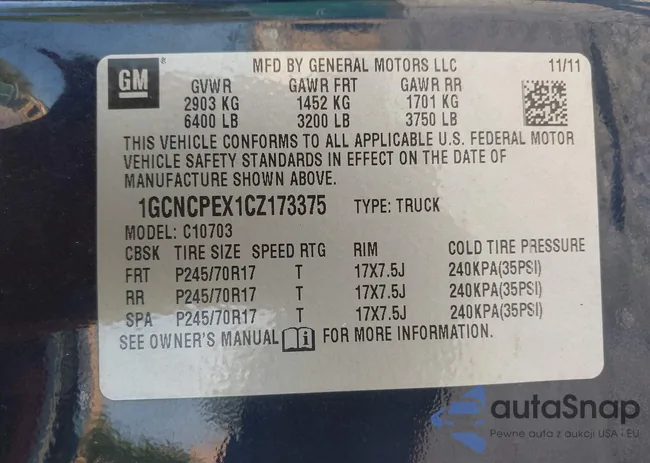 GM
MFD BY GENERAL MOTORS LLC 11/11
GVWR GAWR FRT GAWR RR
2903 KG 1452 KG 1701 KG
6400 LB 3200 LB 3750 LB
THIS VEHICLE CONFORMS TO ALL APPLICABLE U.S. FEDERAL MOTOR
VEHICLE SAFETY STANDARDS IN EFFECT ON THE DATE OF
MANUFACTURE SHOWN ABOVE.
1GCNCPEX1CZ173375 TYPE: TRUCK
MODEL: C10703
CBSK TIRE SIZE SPEED RTG RIM COLD TIRE PRESSURE
FRT P245/70R17 T 17X7.5J 240KPA(35PSI)
RR P245/70R17 T 17X7.5J 240KPA(35PSI)
SPA P245/70R17 T 17X7.5J 240KPA(35PSI)
SEE OWNER'S MANUAL i FOR MORE INFORMATION.
autaSnap
Pewne auta z aukcji USA i EU